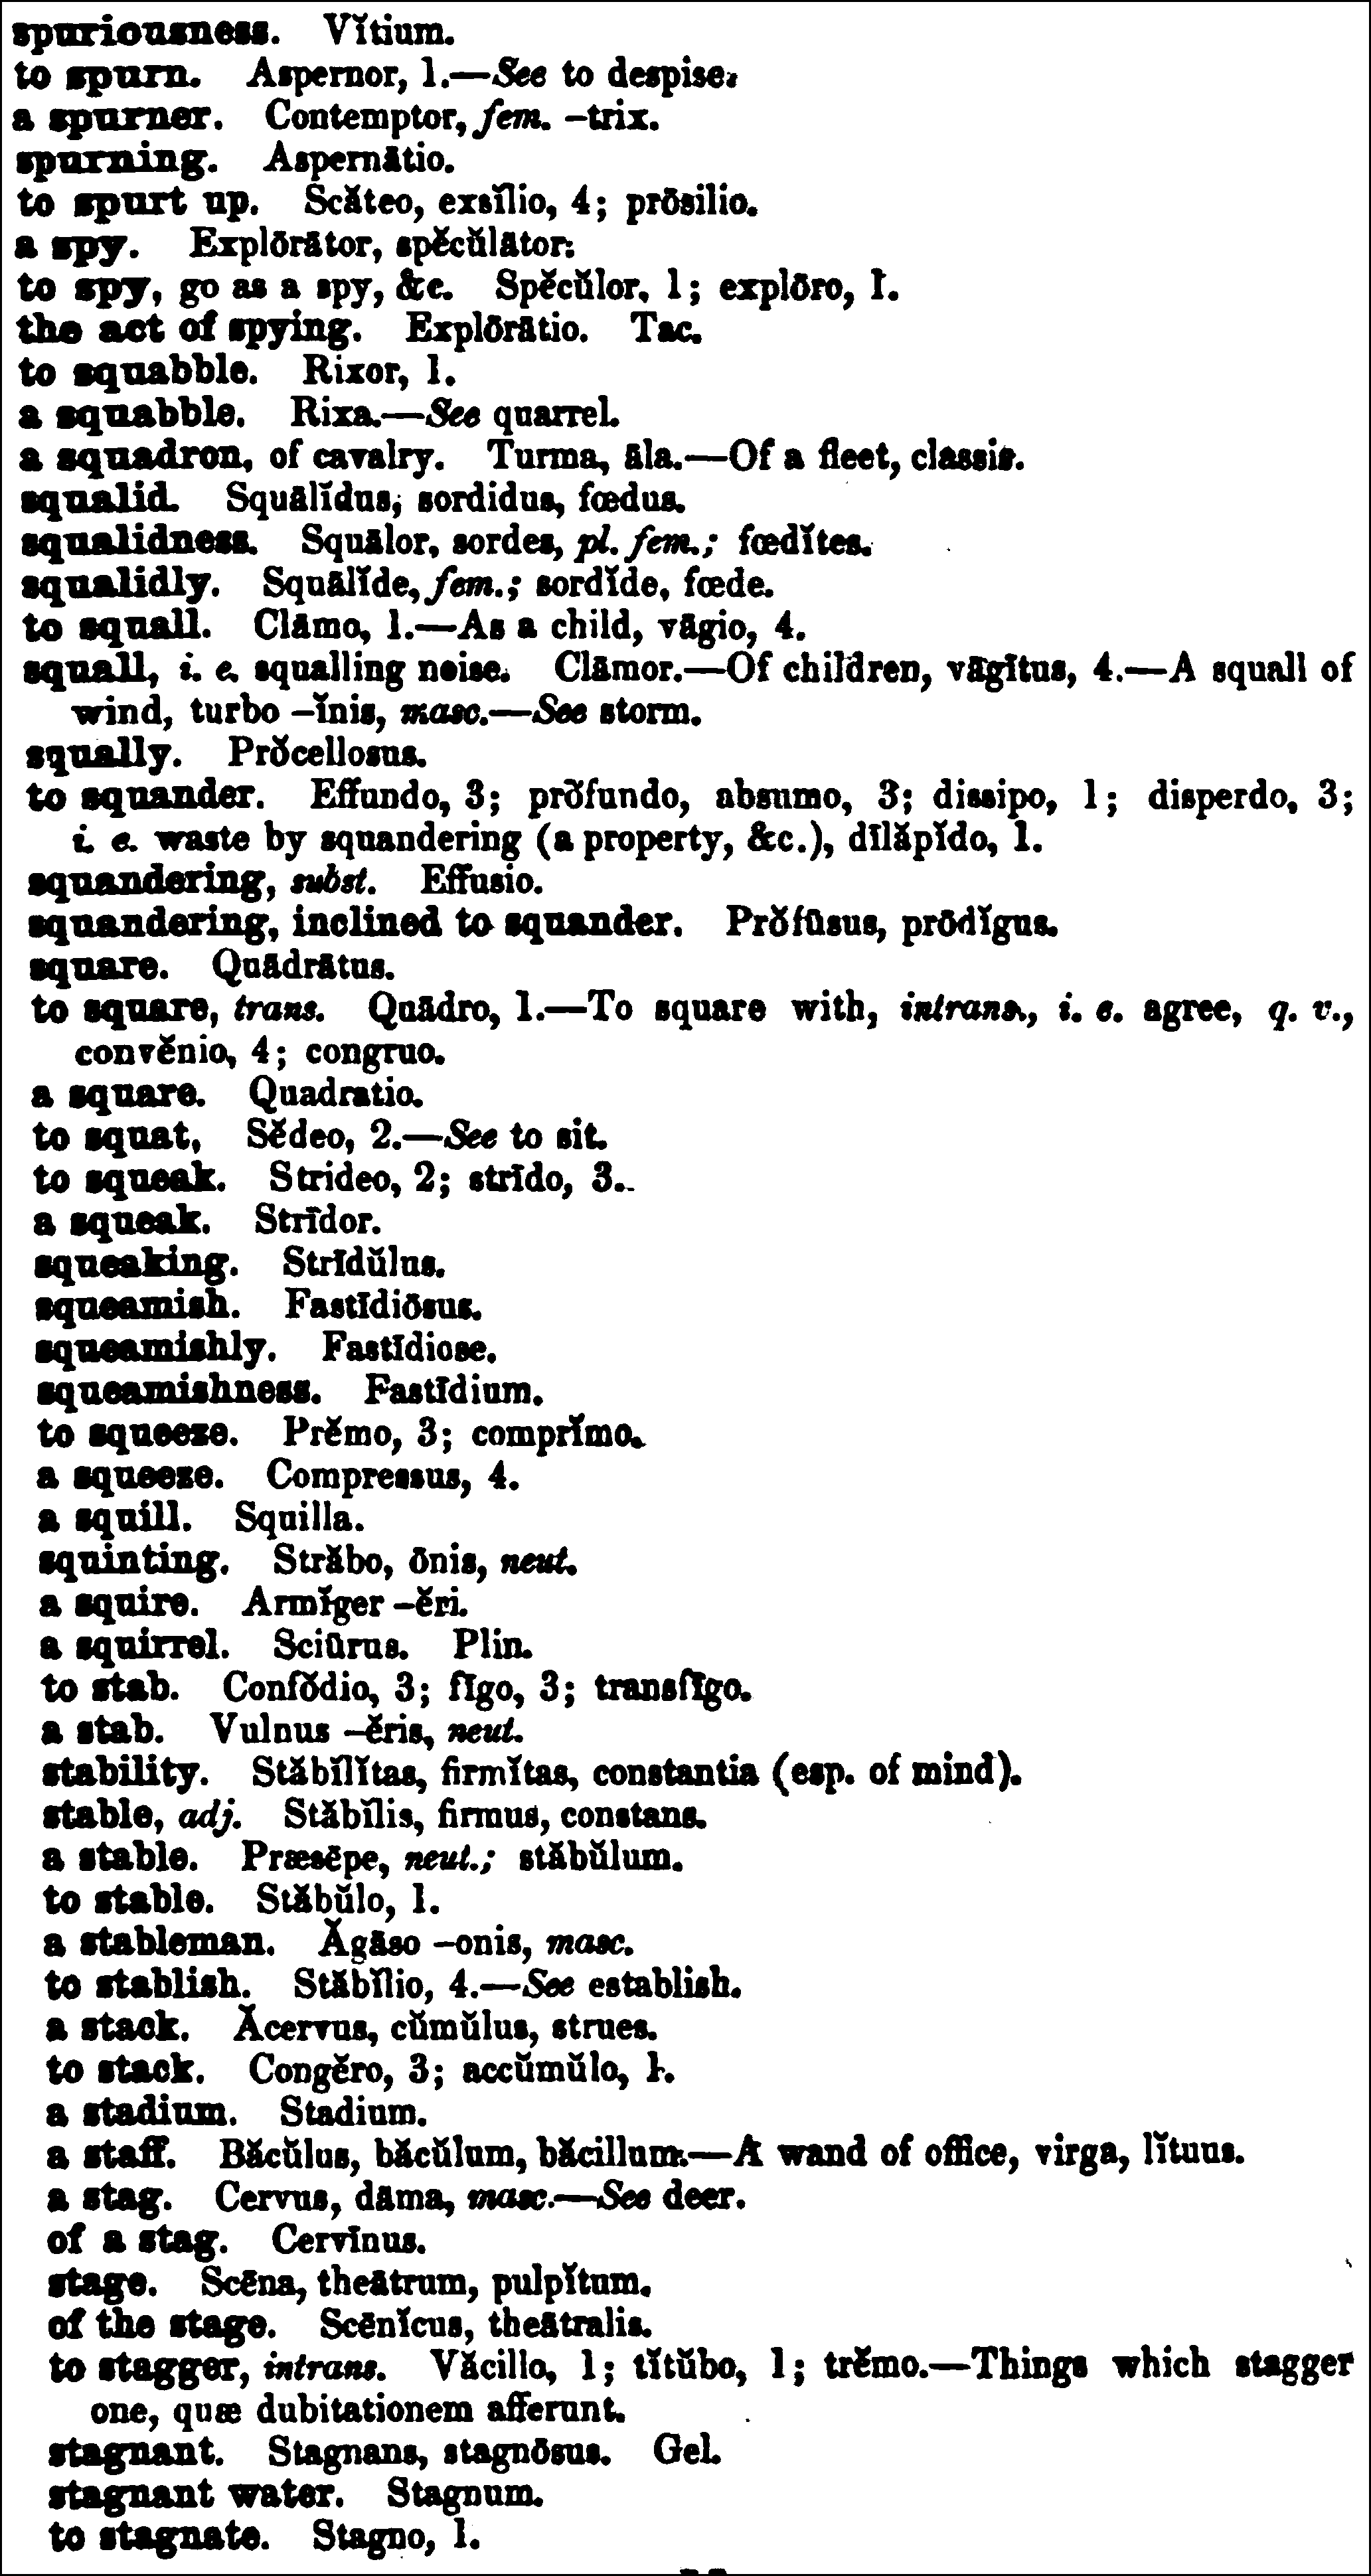 spuriousness. Vĭtium.
to spurn. Aspernor, 1.—See to despise.
a spurner. Contemptor, fem. –trix.
spurning. Aspernātio.
to spurt up. Scăteo, exsĭlio, 4; prōsilio.
a spy. Explōrātor, spĕcŭlātor.
to spy, go as a spy, &c. Spĕcŭlor, 1; explōro, 1.
the act of spying. Explōrātio. Tac.
to squabble. Rixor, 1.
a squabble. Rixa.—See quarrel.
a squadron, of cavalry. Turma, āla.—Of a fleet, classis.
squalid. Squālĭdus, sordidus, fœdus.
squalidness. Squālor, sordes, pl. fem.; fœdĭtes.
squalidly. Squālĭde, fem.; sordĭde, fœde.
to squall. Clāmo, 1.—As a child, vāgio, 4.
squall, i. e. squalling noise. Clāmor.—Of children, vāgītus, 4.—A squall of
wind, turbo –ĭnis, masc.—See storm.
squally. Prŏcellosus.
to squander. Effundo, 3; prŏfundo, absumo, 3; dissipo, 1; disperdo, 3;
i. e. waste by squandering (a property, &c.), dīlăpĭdo, 1.
squandering, subst. Effusio.
squandering, inclined to squander. Prŏfūsus, prōdĭgus.
square. Quādrātus.
to square, trans. Quādro, 1.—To square with, intrans., i. e. agree, q. v.,
convĕnio, 4; congruo.
a square. Quadratio.
to squat, Sĕdeo, 2.—See to sit.
to squeak. Strideo, 2; strīdo, 3.
a squeak. Strīdor.
squeaking. Strīdŭlus.
squeamish. Fastīdiōsus.
squeamishly. Fastīdiose.
squeamishness. Fastīdium.
to squeeze. Prĕmo, 3; comprĭmo.
a squeeze. Compressus, 4.
a squill. Squilla.
squinting. Străbo, ōnis, neut.
a squire. Armĭger –ĕri.
a squirrel. Sciūrus. Plin.
to stab. Confŏdio, 3; fīgo, 3; transfīgo.
a stab. Vulnus –ĕris, neut.
stability. Stăbĭlĭtas, firmĭtas, constantia (esp. of mind).
stable, adj. Stăbĭlis, firmus, constans.
a stable. Præsēpe, neut.; stăbŭlum.
to stable. Stăbŭlo, 1.
a stableman. Ăgāso –onis, masc.
to stablish. Stăbĭlio, 4.—See establish.
a stack. Ăcervus, cŭmŭlus, strues.
to stack. Congĕro, 3; accŭmŭlo, 1.
a stadium. Stadium.
a staff. Băcŭlus, băcŭlum, băcillum.—A wand of office, virga, lĭtuus.
a stag. Cervus, dāma, masc.—See deer.
of a stag. Cervīnus.
stage. Scēna, theātrum, pulpĭtum.
of the stage. Scēnĭcus, theātralis.
to stagger, intrans. Văcillo, 1; tĭtŭbo, 1; trĕmo.—Things which stagger
one, quæ dubitationem afferunt.
stagnant. Stagnans, stagnōsus. Gel.
stagnant water. Stagnum.
to stagnate. Stagno, 1.